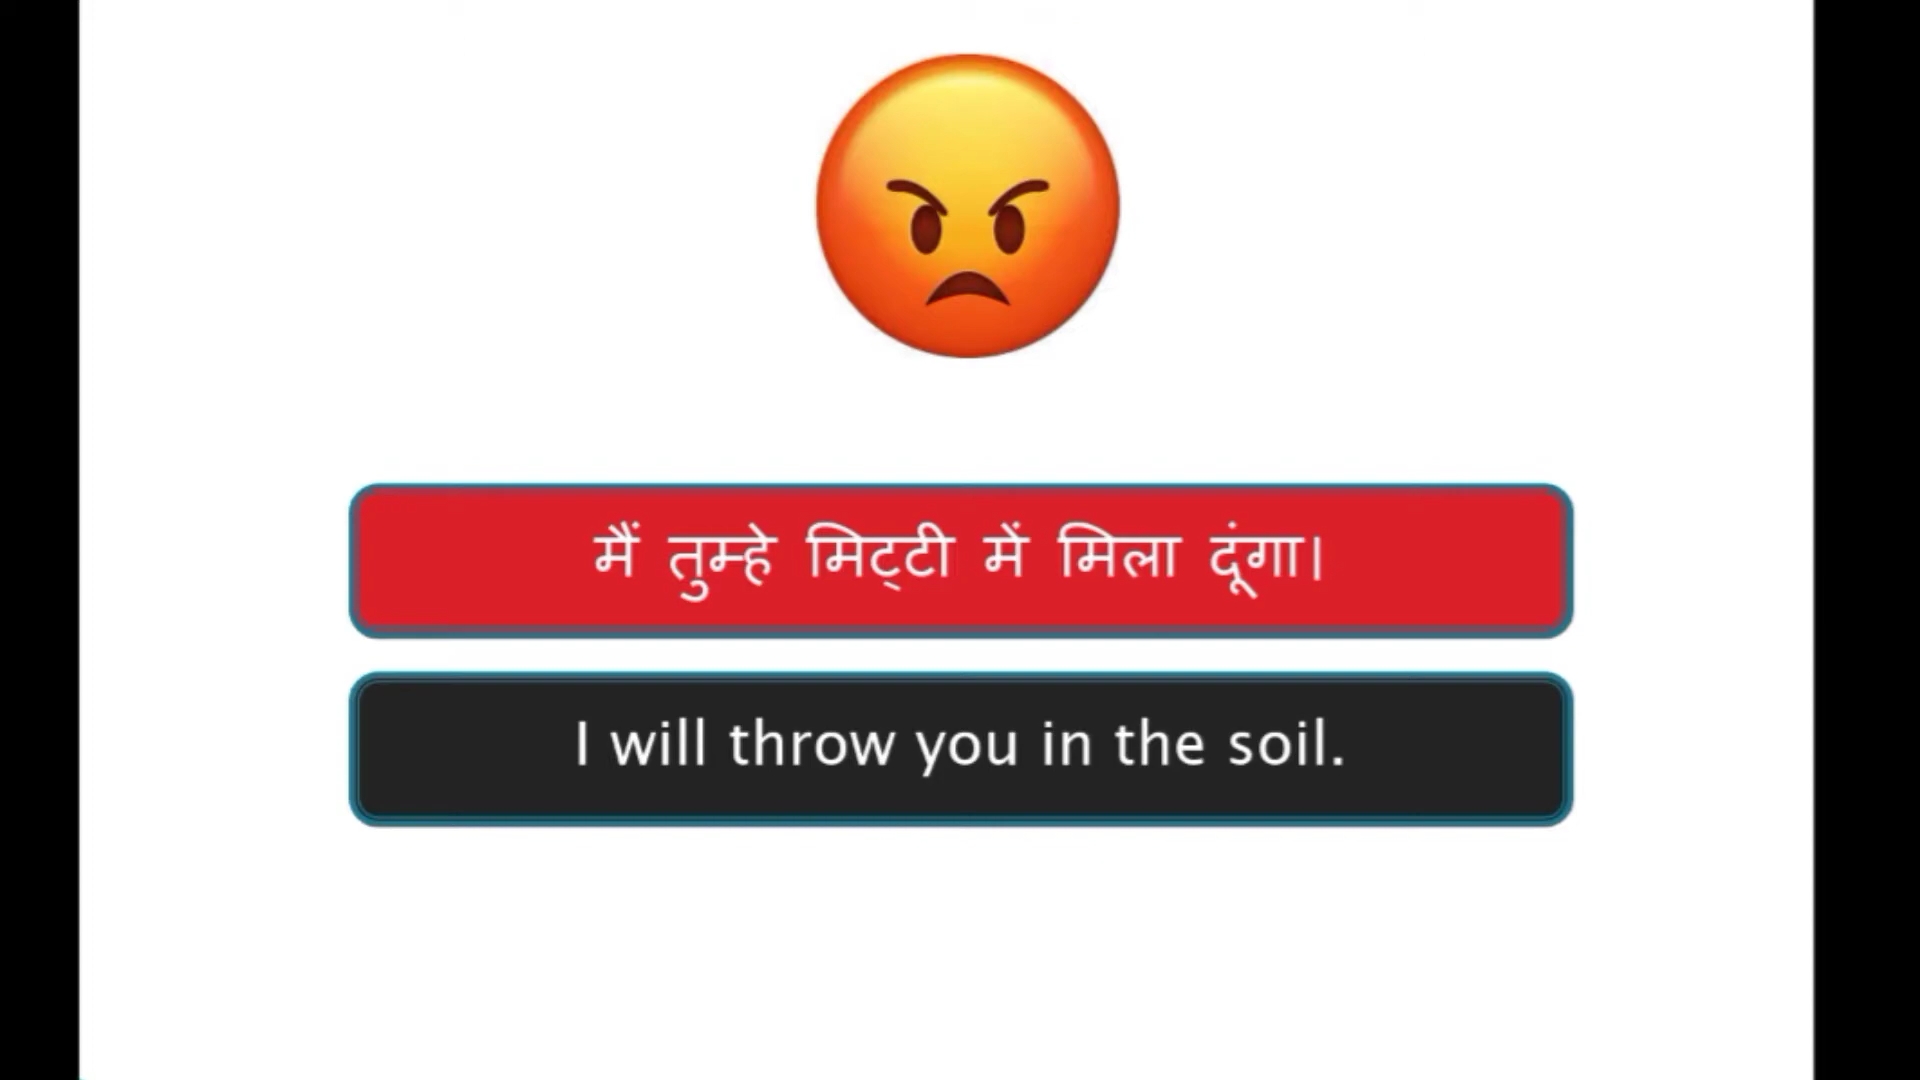 मैं तुम्हे मिट्टी में मिला दूंगा।
I will throw you in the soil.